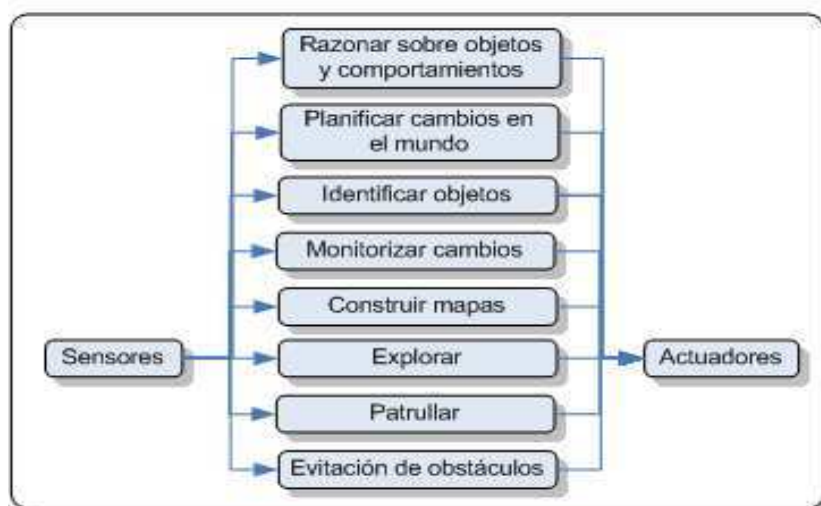 Razonar sobre objetos
y comportamientos
Planificar cambios en
el mundo
Identificar objetos
Monitorizar cambios
Construir mapas
Sensores
Explorar
Actuadores
Patrullar
Evitación de obstáculos